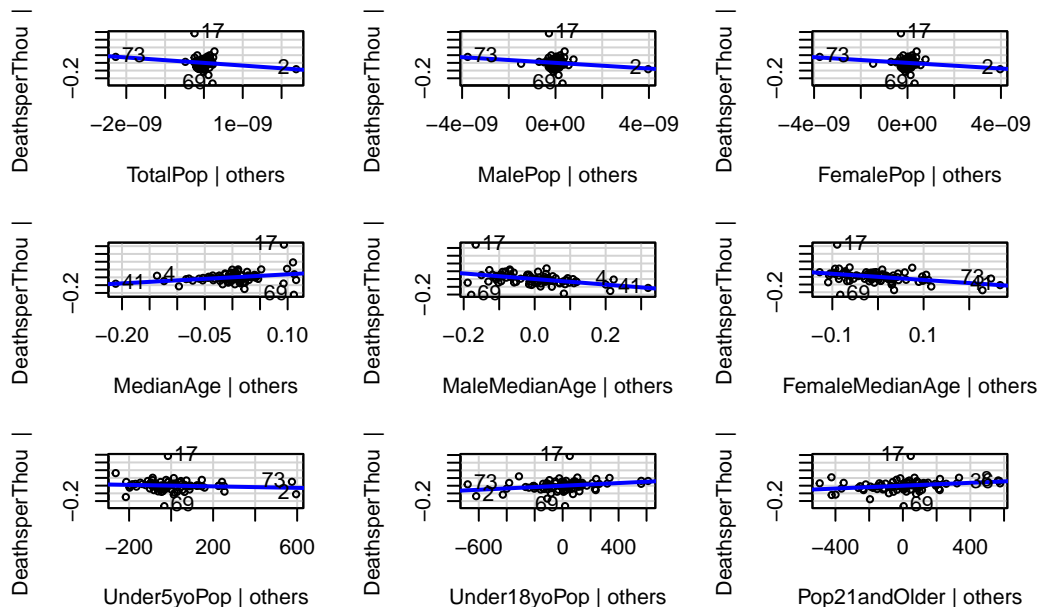 DeathsperThou |
−0.2
17
73
2
69
−2e−09 1e−09
TotalPop | others
DeathsperThou |
−0.2
17
73
2
69
−4e−09 0e+00 4e−09
MalePop | others
DeathsperThou |
−0.2
17
73
2
69
−4e−09 0e+00 4e−09
FemalePop | others
DeathsperThou |
−0.2
17
4
41
69
−0.20 −0.05 0.10
MedianAge | others
DeathsperThou |
−0.2
17
4
41
69
−0.2 0.0 0.2
MaleMedianAge | others
DeathsperThou |
−0.2
17
73
69
−0.1 0.1
FemaleMedianAge | others
DeathsperThou |
−0.2
17
73
2
69
−200 200 600
Under5yoPop | others
DeathsperThou |
−0.2
17
73
2
69
−600 0 400
Under18yoPop | others
DeathsperThou |
−0.2
17
69
−400 0 400
Pop21andOlder | others